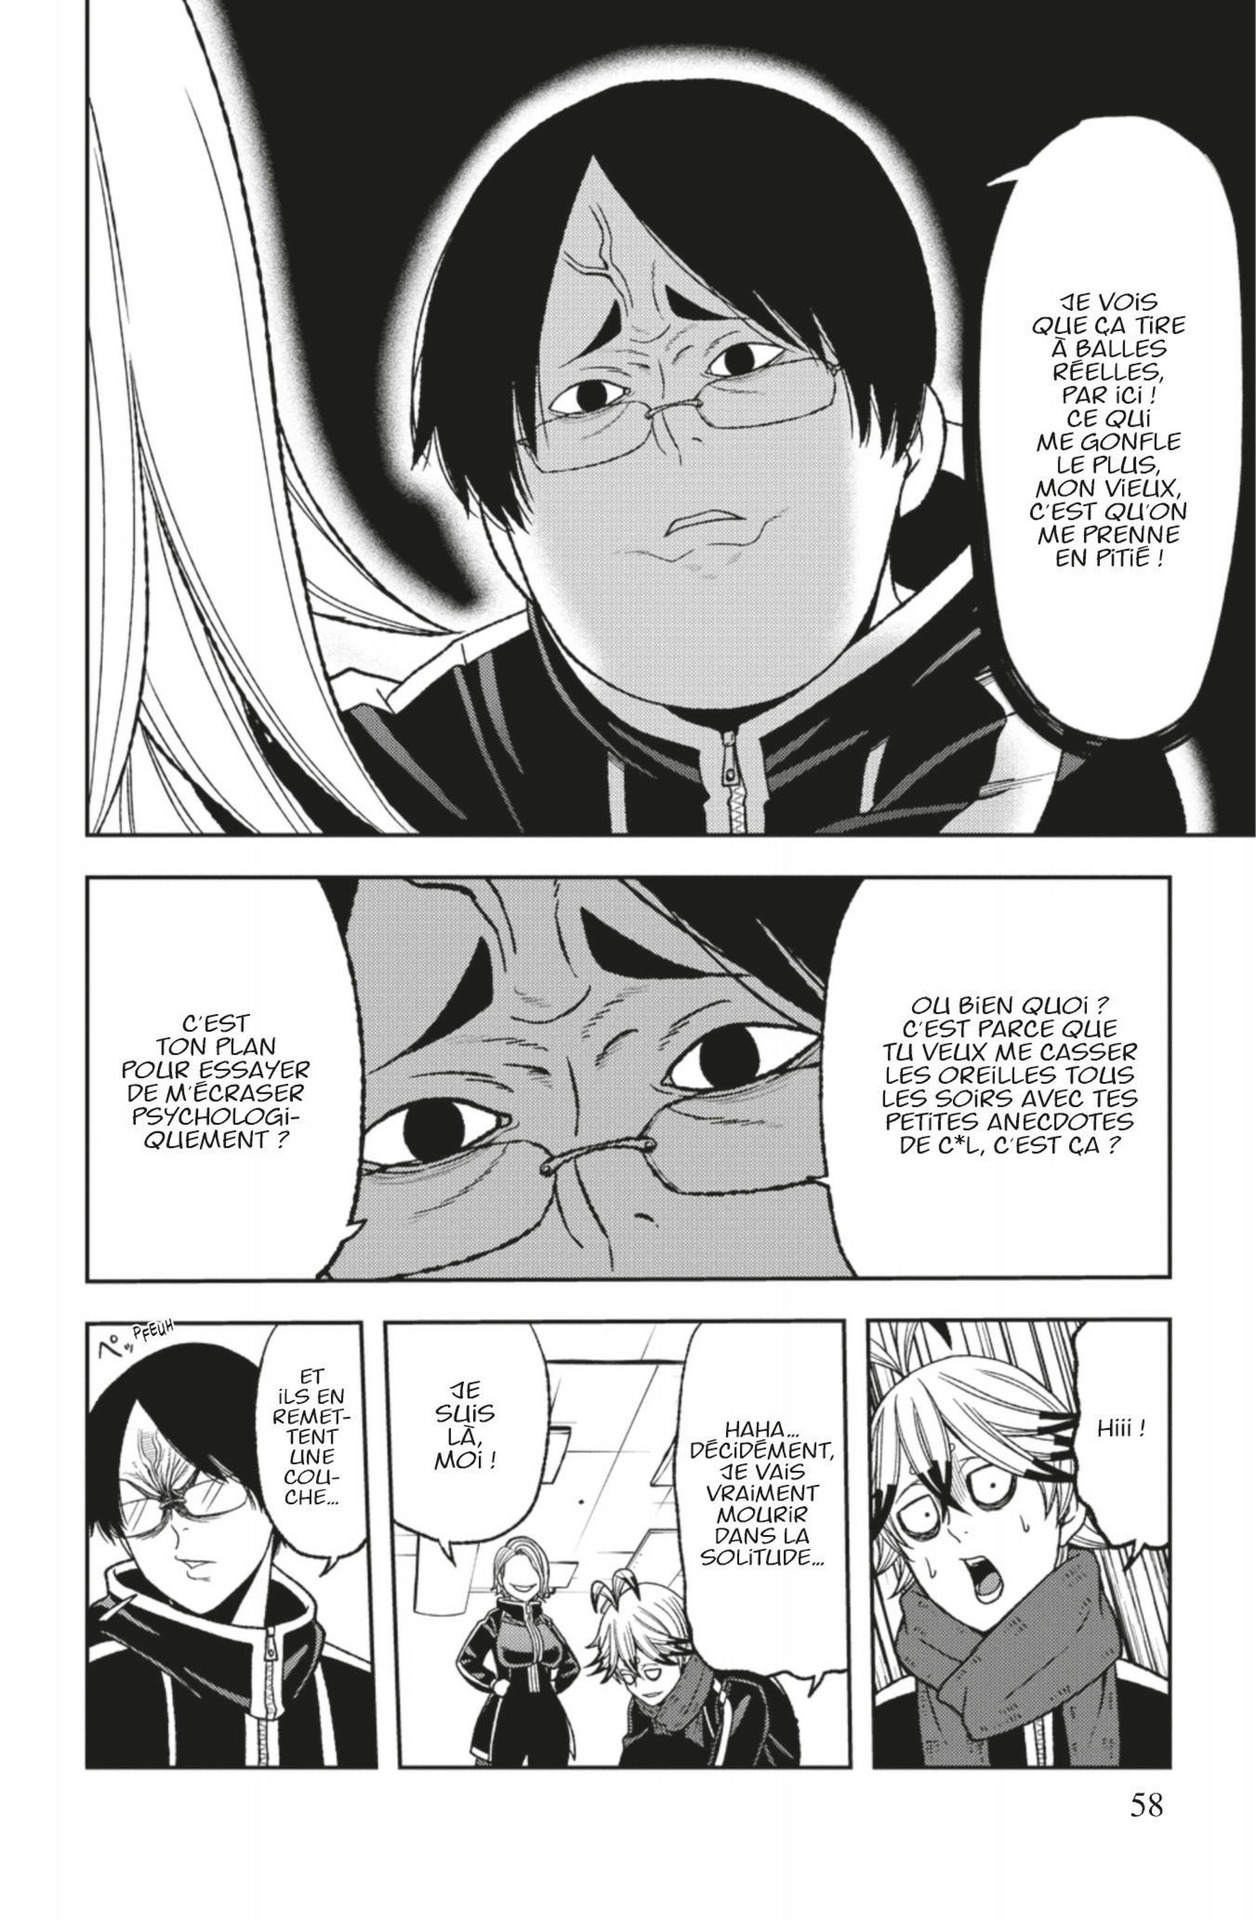 JE VOIS
QUE ÇA TIRE
À BALLES
RÉELLES,
PAR ICI !
CE QUI
ME GONFLE
LE PLUS,
MON VIEUX,
C'EST QU'ON
ME PRENNE
EN PITIÉ !
OU BIEN QUOI ?
C'EST PARCE QUE
TU VEUX ME CASSER
LES OREILLES TOUS
LES SOIRS AVEC TES
PETITES ANECDOTES
DE C*L, C'EST ÇA ?
C'EST
TON PLAN
POUR ESSAYER
DE M'ÉCRASER
PSYCHOLOGI-
QUEMENT ?
Hiii !
HAHA...
DÉCIDÉMENT,
JE VAIS
VRAIMENT
MOURIR
DANS LA
SOLITUDE...
JE
SUIS
LÀ,
MOI !
ET
ILS EN
REMET-
TENT
UNE
COU-
CHE...
ペッ
PFEÜH
58